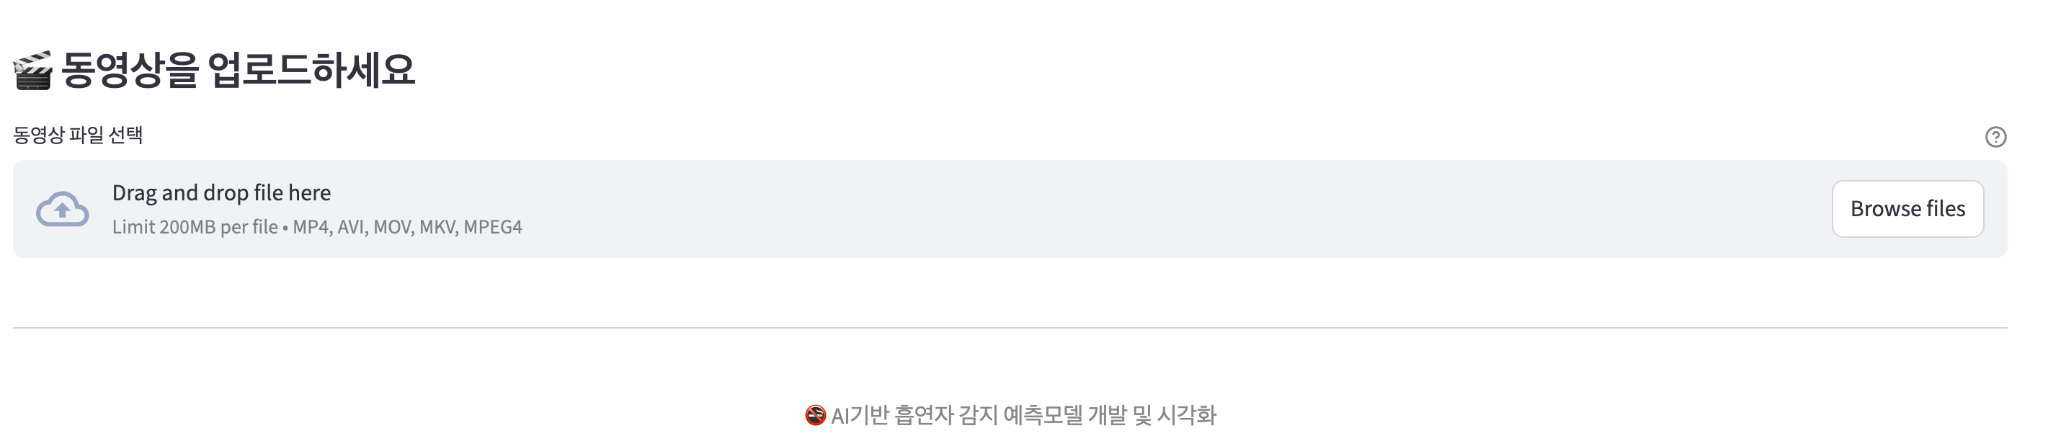 🎬 동영상을 업로드하세요
동영상 파일 선택
Drag and drop file here
Limit 200MB per file • MP4, AVI, MOV, MKV, MPEG4
Browse files
🚭 AI기반 흡연자 감지 예측모델 개발 및 시각화